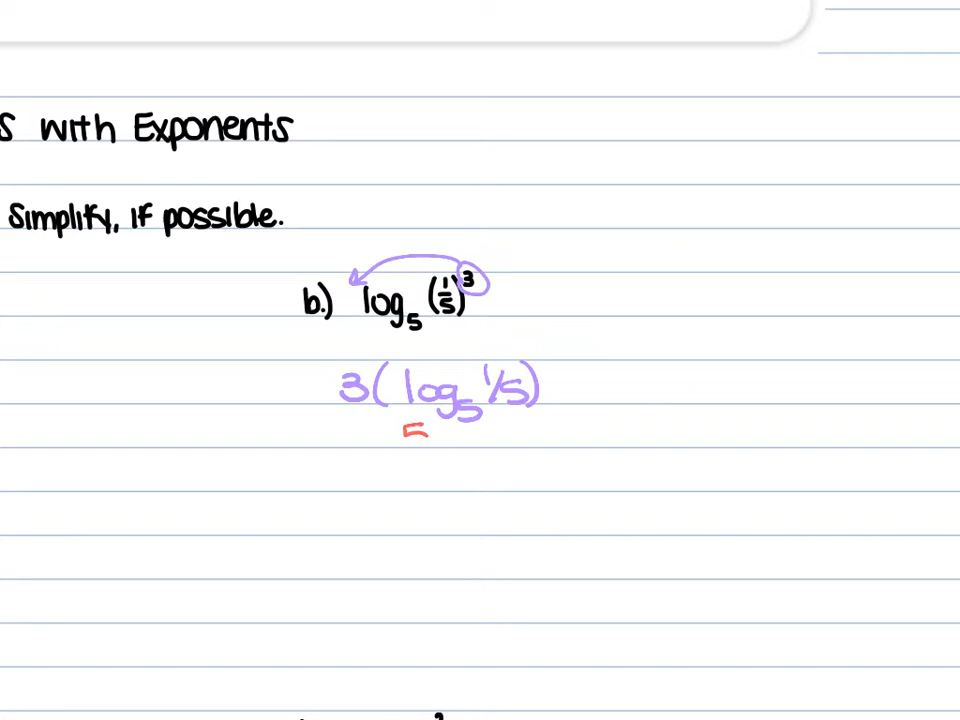 s with Exponents
Simplify, if possible.
b.) log₅(1/5)³
3(log₅ 1/5)